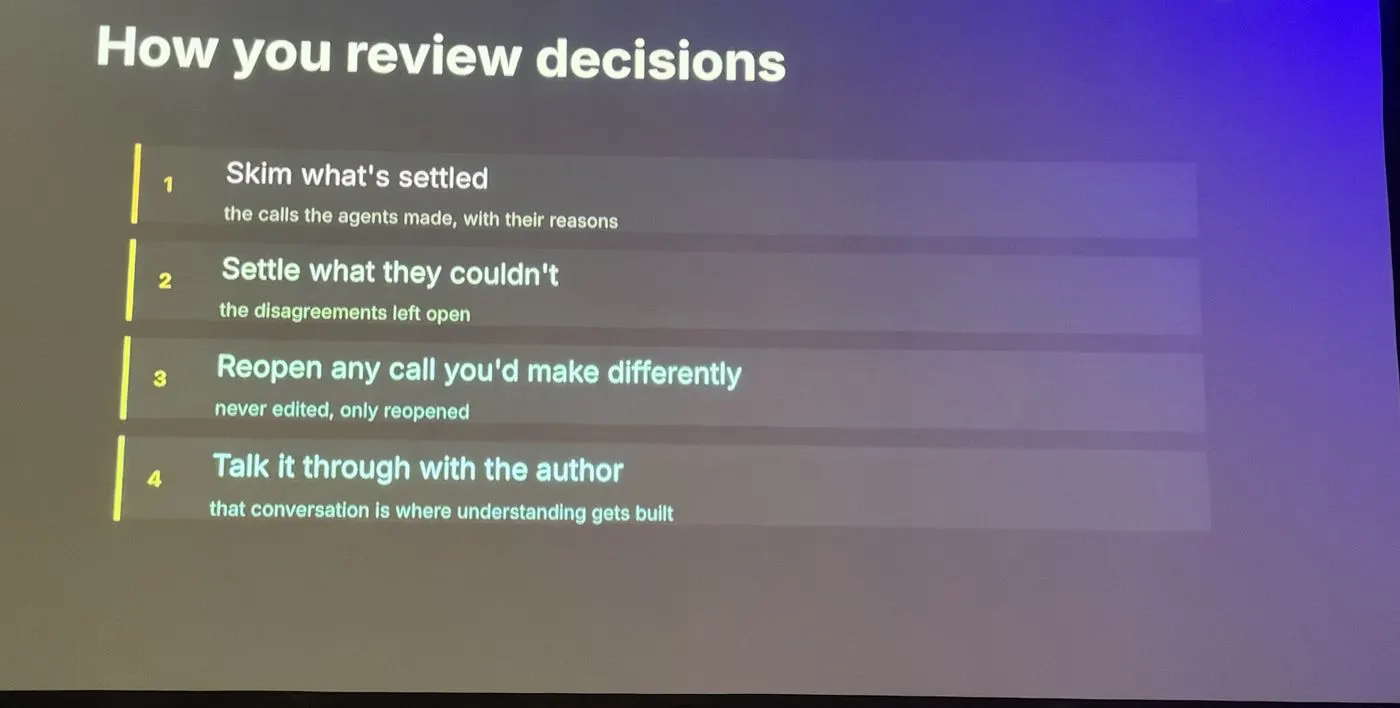 How you review decisions
1
Skim what's settled
the calls the agents made, with their reasons
2
Settle what they couldn't
the disagreements left open
3
Reopen any call you'd make differently
never edited, only reopened
4
Talk it through with the author
that conversation is where understanding gets built